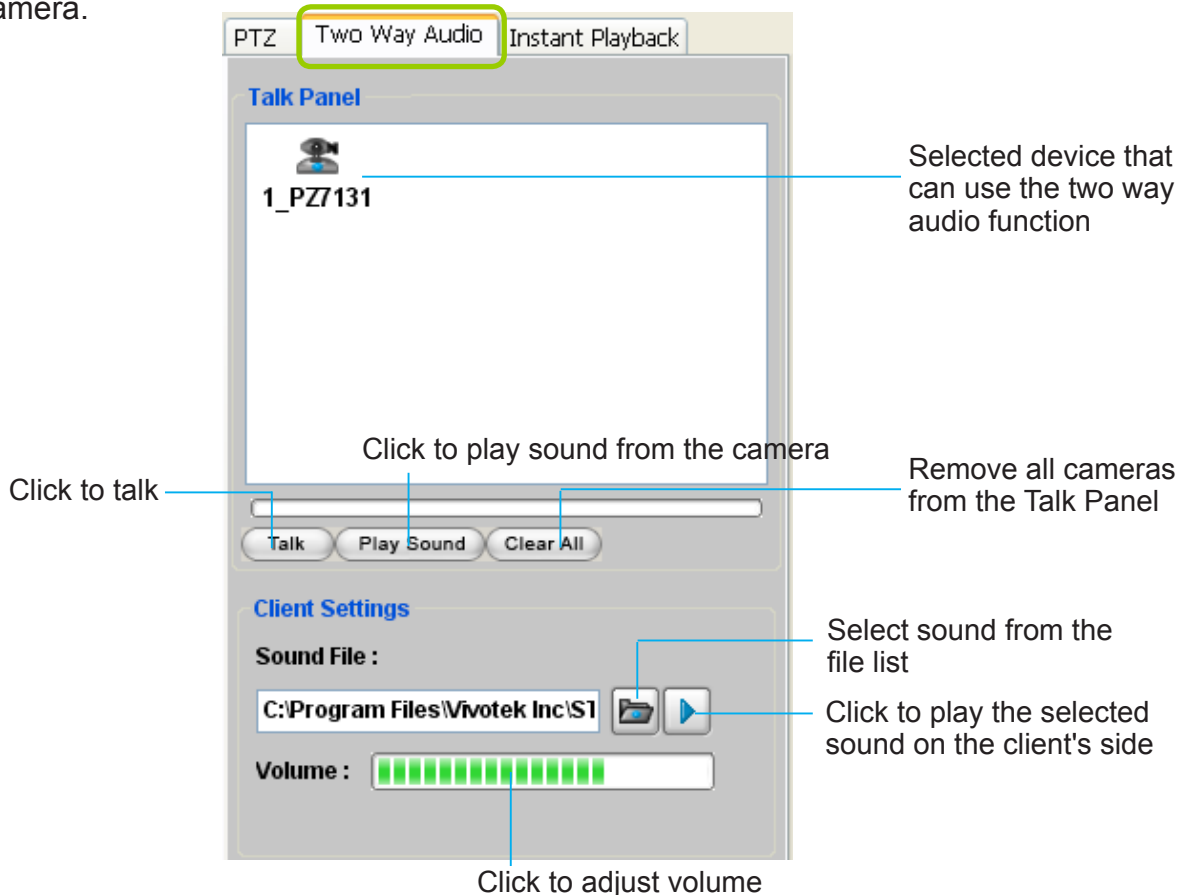 amera.
PTZ Two Way Audio Instant Playback
Talk Panel
1_PZ7131
Selected device that
can use the two way
audio function
Click to play sound from the camera
Click to talk
Remove all cameras
from the Talk Panel
Talk Play Sound Clear All
Client Settings
Sound File :
Select sound from the
file list
C:\Program Files\Vivotek Inc\ST
Click to play the selected
sound on the client's side
Volume :
Click to adjust volume